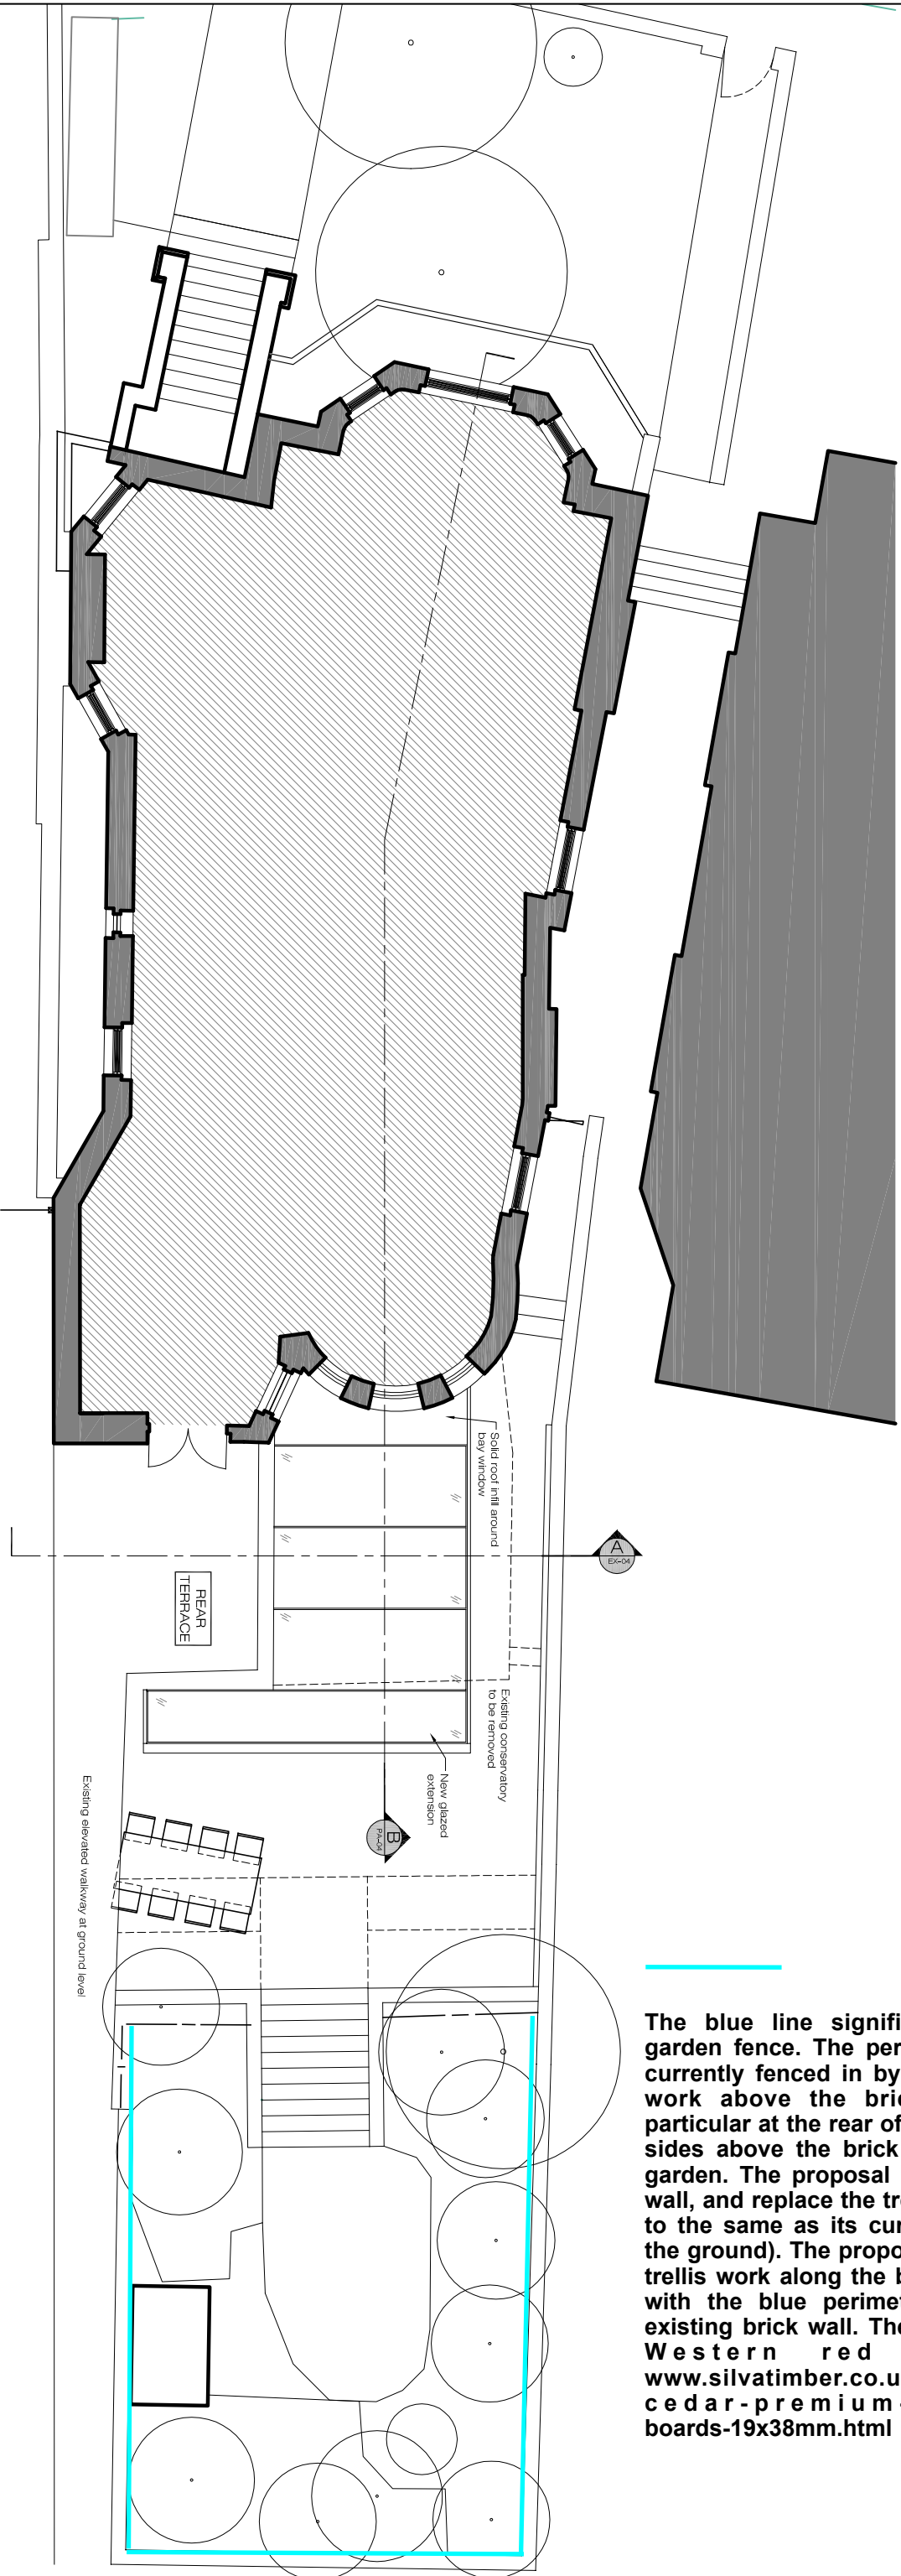 Solid roof infill around
bay window
A
EX-04
REAR
TERRACE
Existing conservatory
to be removed
New glazed
extension
B
PA-04
Existing elevated walkway at ground level
The blue line signifi
garden fence. The per
currently fenced in by
work above the bric
particular at the rear of
sides above the brick
garden. The proposal
wall, and replace the tre
to the same as its cur
the ground). The propo
trellis work along the b
with the blue perimet
existing brick wall. The
Western red
www.silvatimber.co.u
cedar-premium-
boards-19x38mm.html